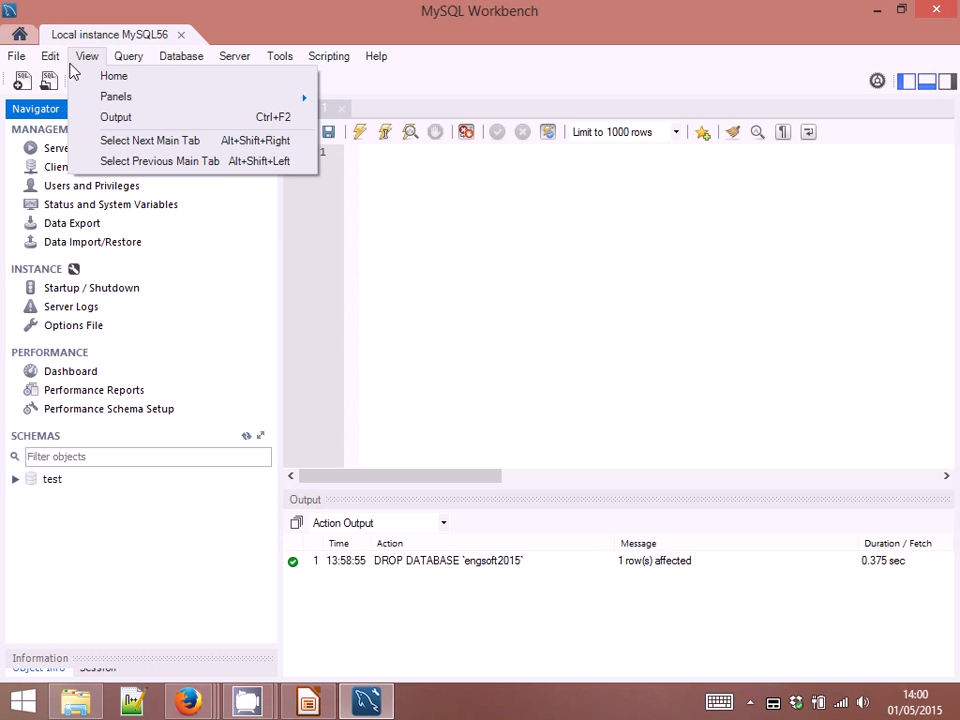 MySQL Workbench
Local instance MySQL56
File Edit View Query Database Server Tools Scripting Help
Home
Panels
Output Ctrl+F2
Select Next Main Tab Alt+Shift+Right
Select Previous Main Tab Alt+Shift+Left
Navigator
1
Limit to 1000 rows
1
Users and Privileges
Status and System Variables
Data Export
Data Import/Restore
INSTANCE
Startup / Shutdown
Server Logs
Options File
PERFORMANCE
Dashboard
Performance Reports
Performance Schema Setup
SCHEMAS
Filter objects
test
Output
Action Output
Time Action Message Duration / Fetch
1 13:58:55 DROP DATABASE `engsoft2015` 1 row(s) affected 0.375 sec
Information
Object Info Session
14:00
01/05/2015